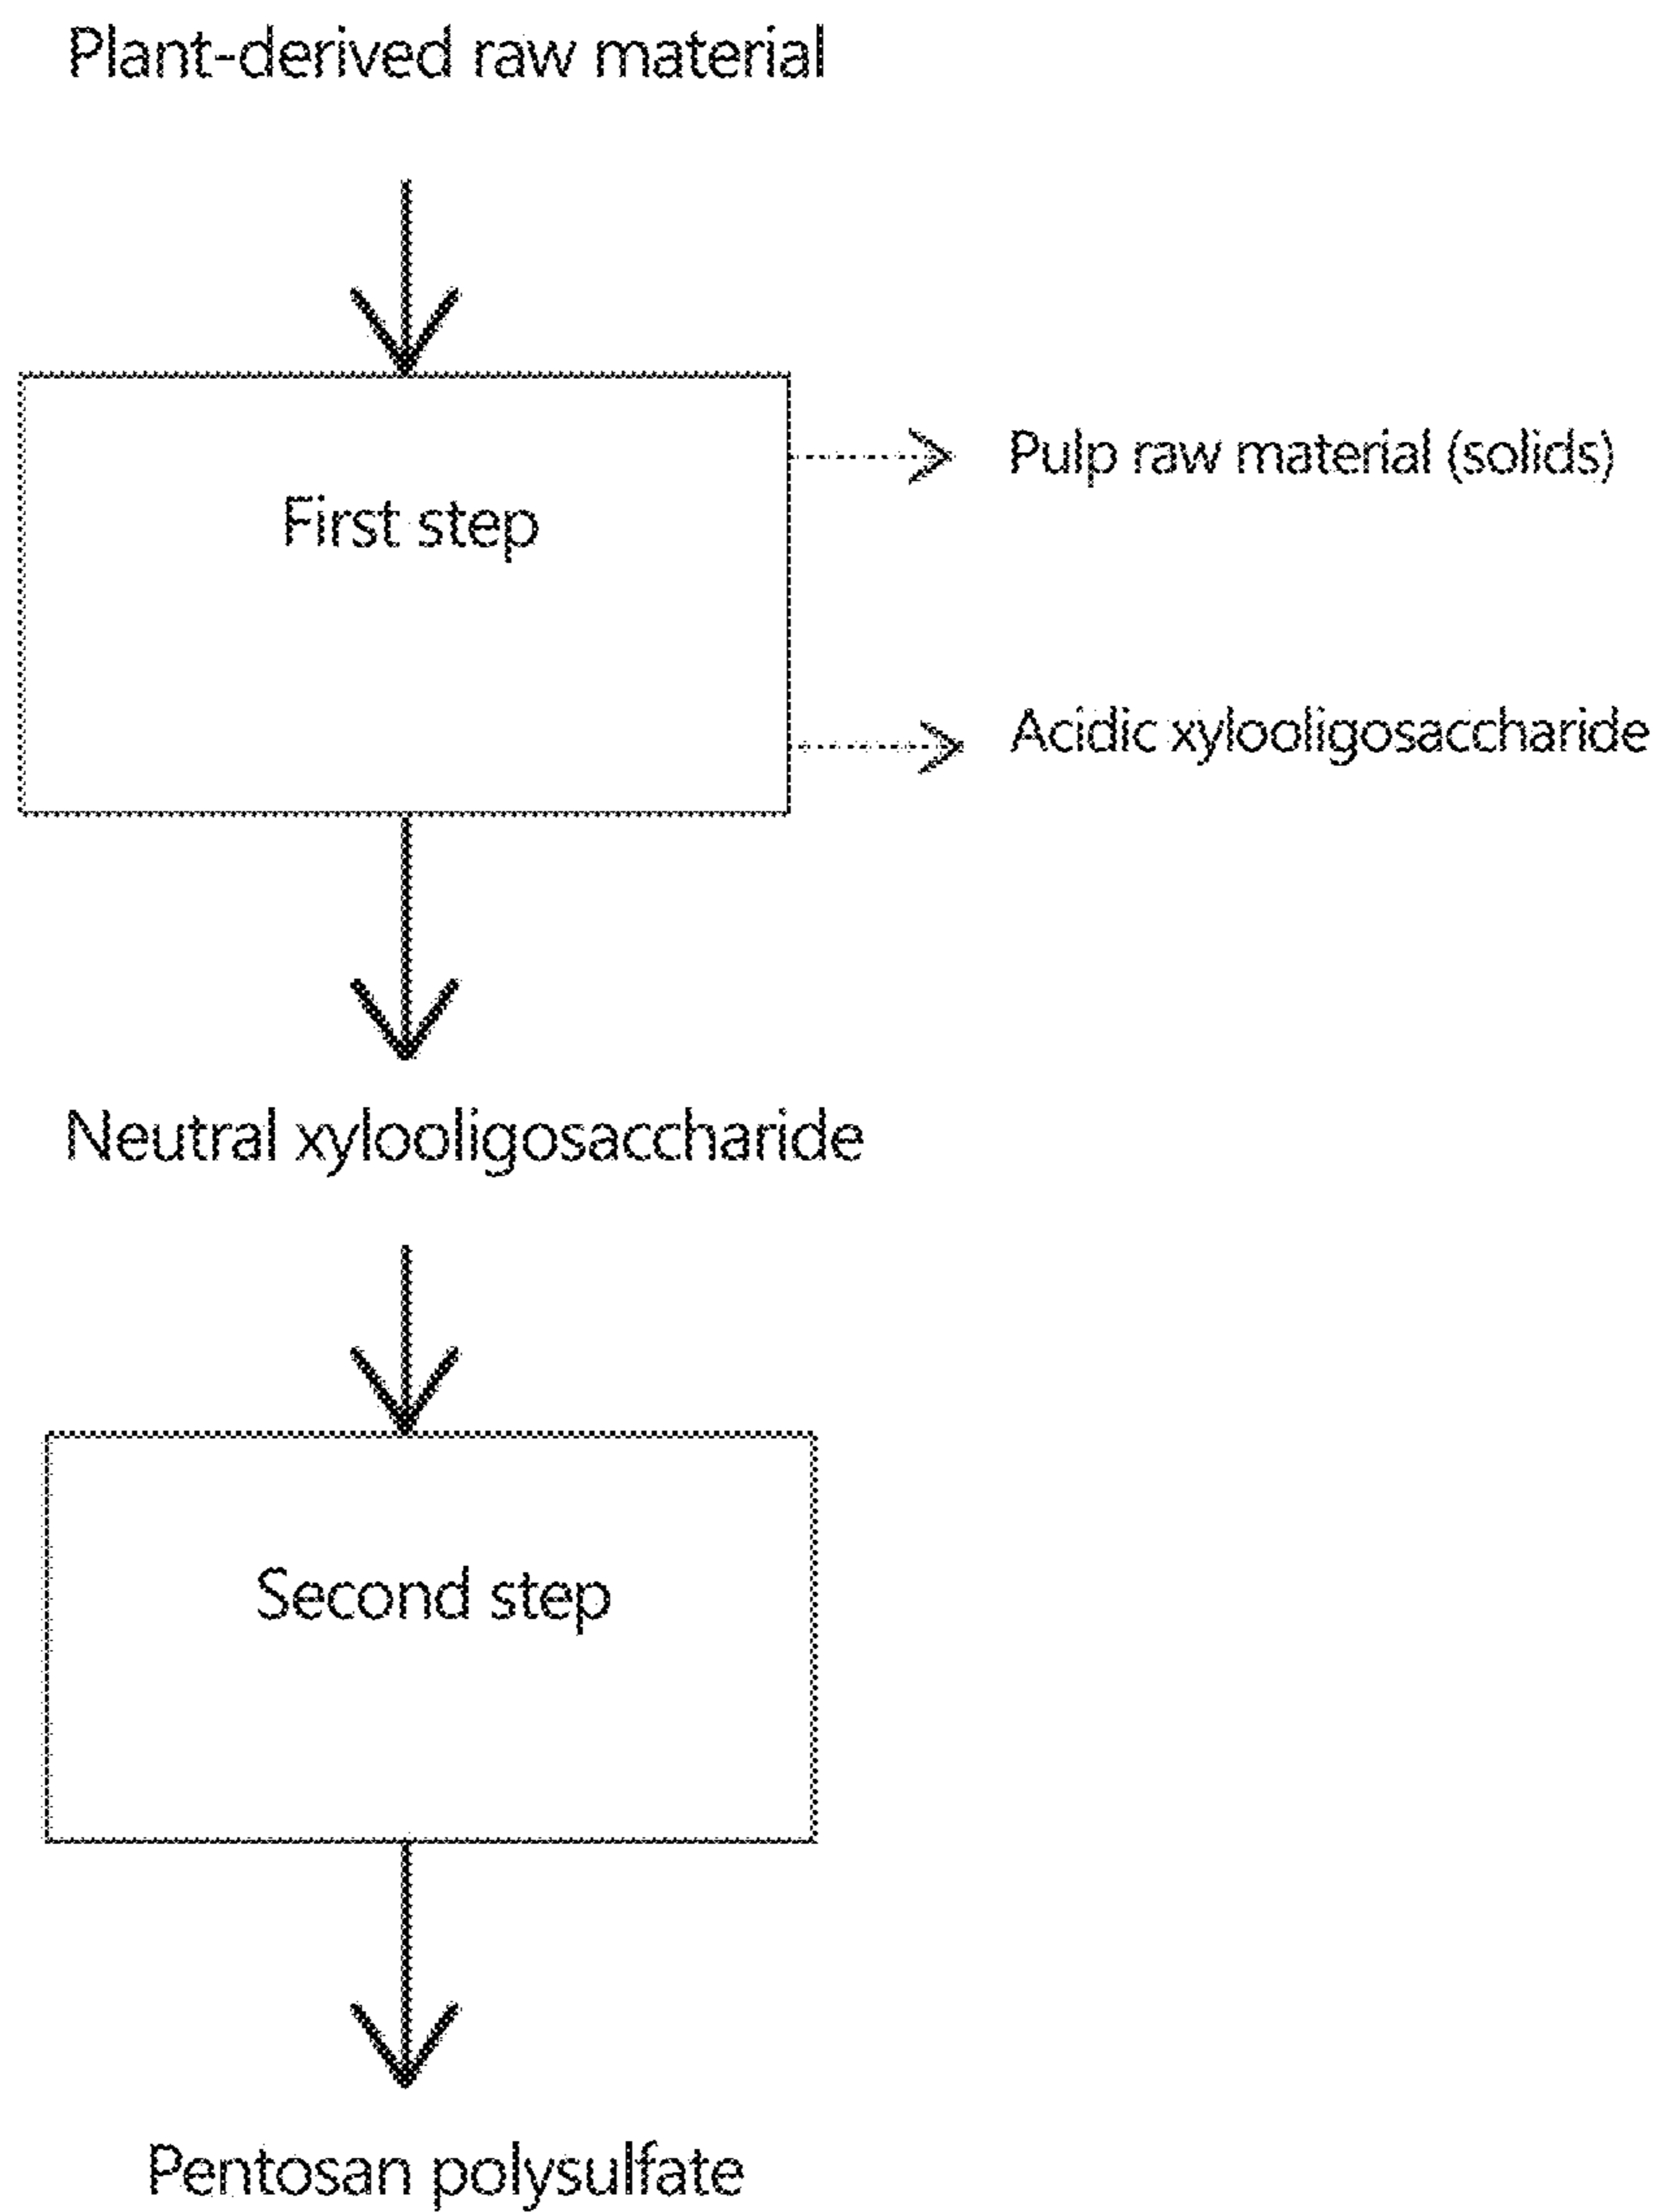 Plant-derived raw material
First step
Pulp raw material (solids)
Acidic xylooligosaccharide
Neutral xylooligosaccharide
Second step
Pentosan polysulfate